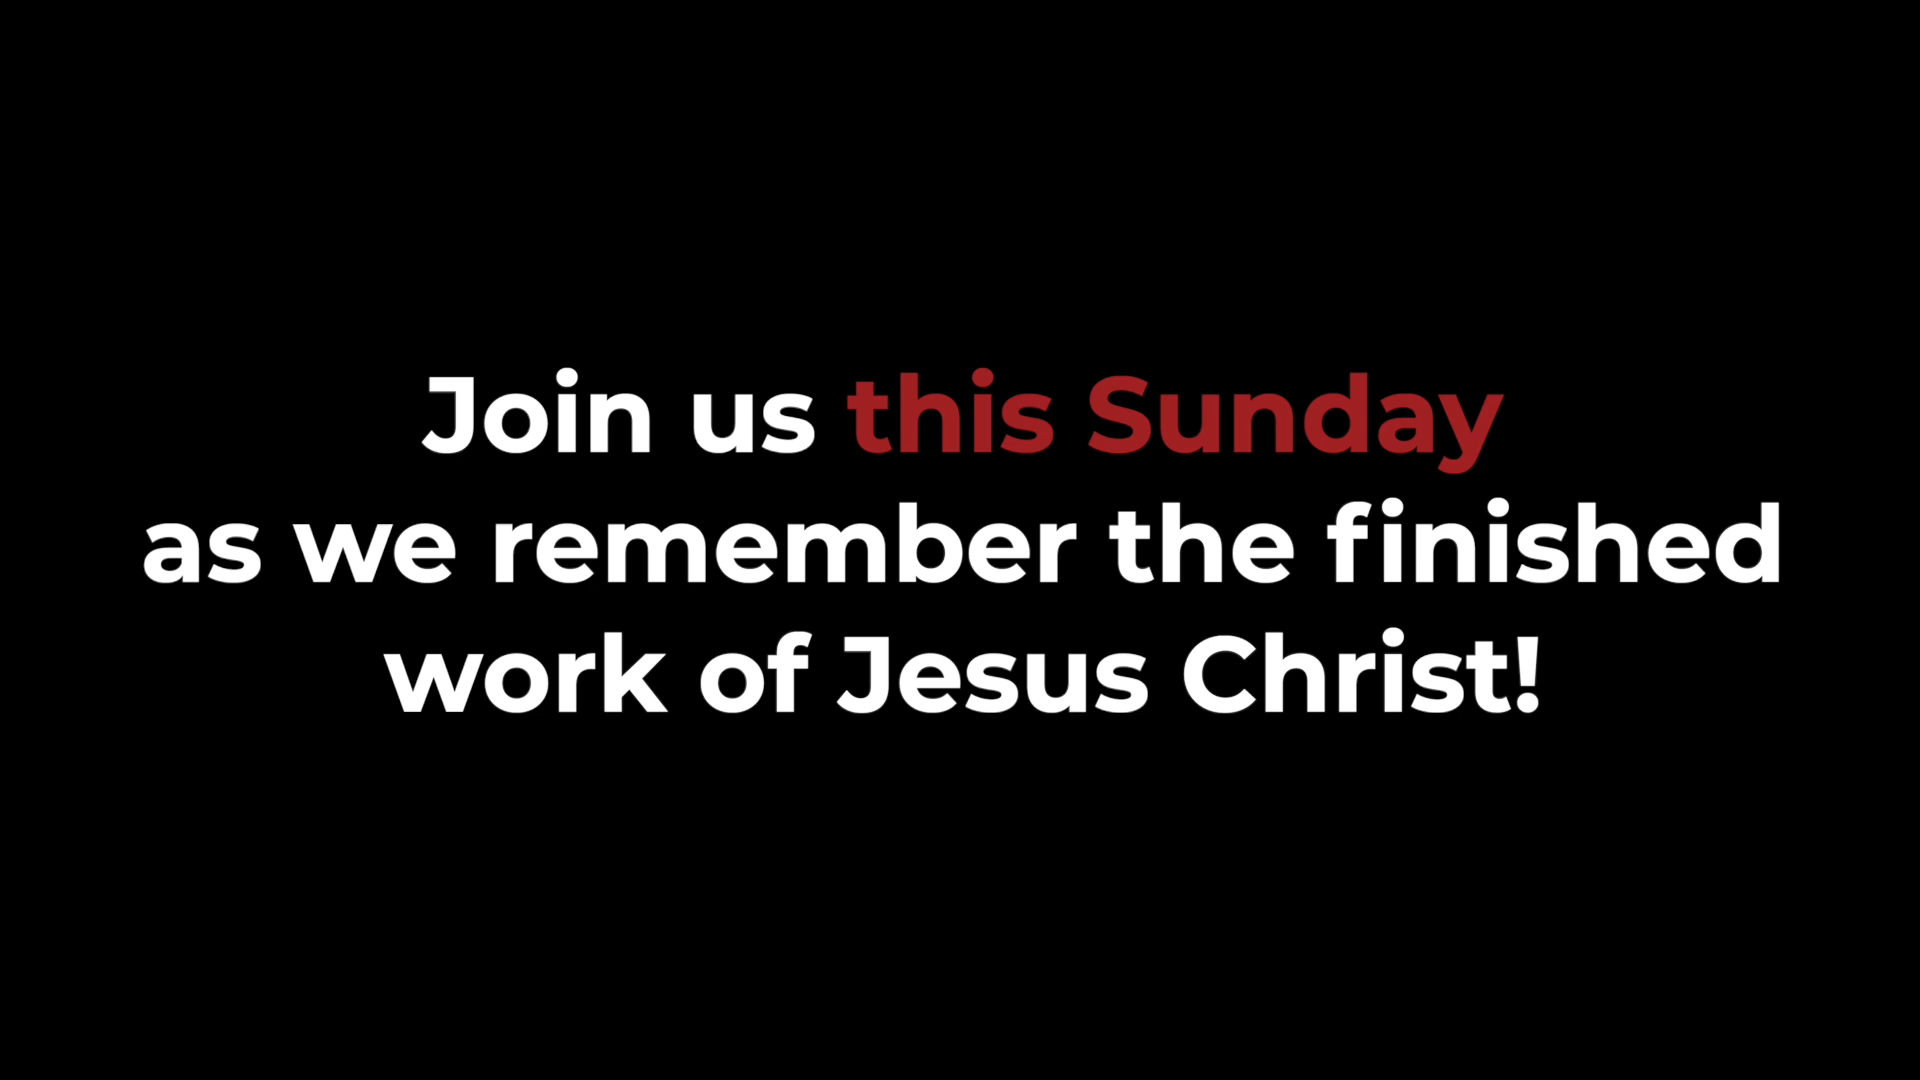 Join us this Sunday
as we remember the finished
work of Jesus Christ!